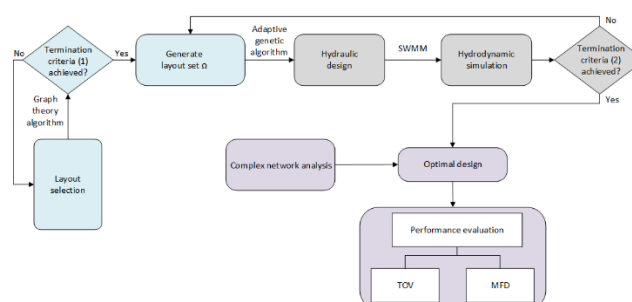 No
Termination
criteria (1)
achieved?
Yes
Generate
layout set Ω
Adaptive
genetic
algorithm
Hydraulic
design
SWMM
Hydrodynamic
simulation
No
Termination
criteria (2)
achieved?
Yes
Graph
theory
algorithm
Layout
selection
Complex network analysis
Optimal design
Performance evaluation
TOV
MFD